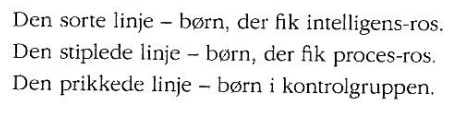 Den sorte linje – børn, der fik intelligens-ros.
Den stiplede linje – børn, der fik proces-ros.
Den prikkede linje – børn i kontrolgruppen.